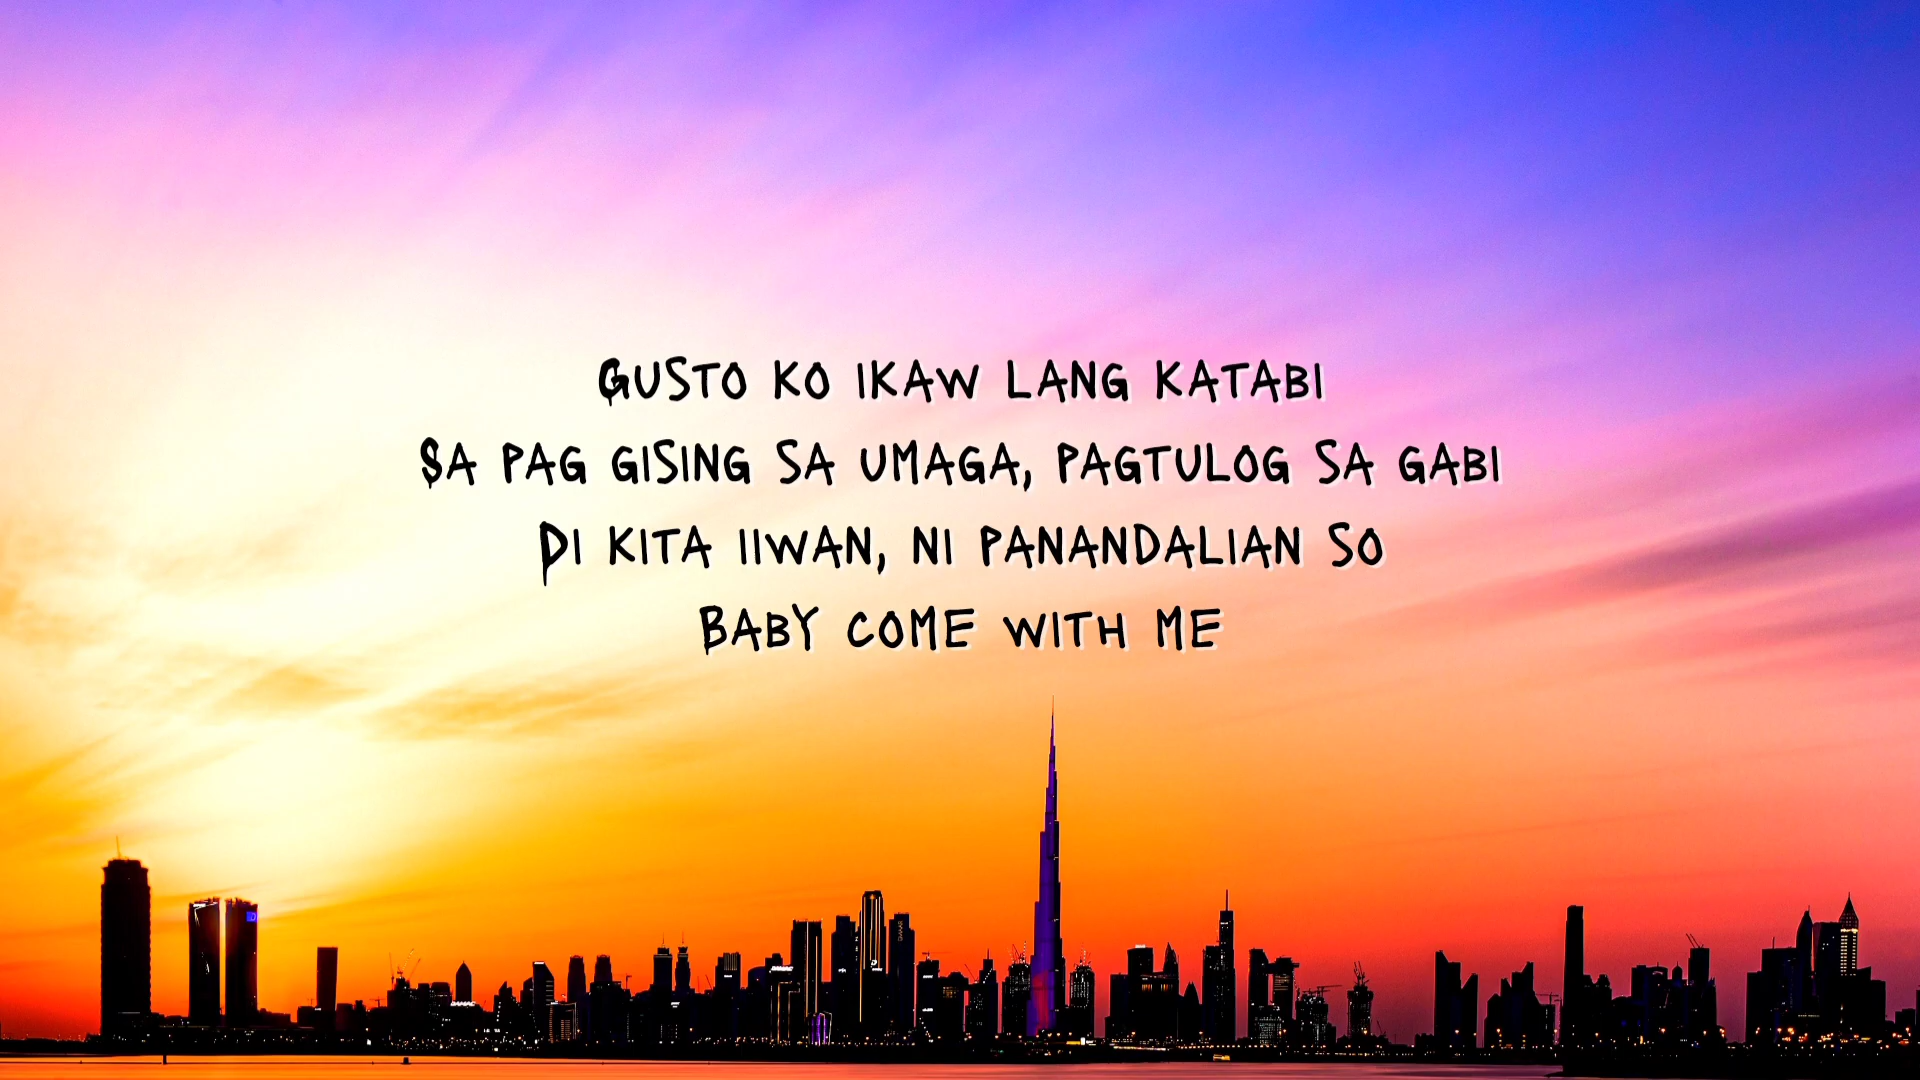 GUSTO KO IKAW LANG KATABI
SA PAG GISING SA UMAGA, PAGTULOG SA GABI
DI KITA IIWAN, NI PANANDALIAN SO
BABY COME WITH ME